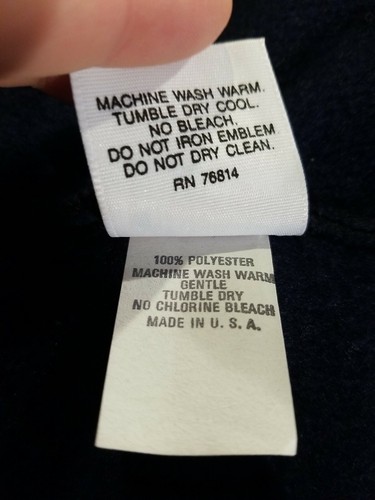 MACHINE WASH WARM.
TUMBLE DRY COOL.
NO BLEACH.
DO NOT IRON EMBLEM
DO NOT DRY CLEAN.
RN 76814
100% POLYESTER
MACHINE WASH WARM
GENTLE
TUMBLE DRY
NO CHLORINE BLEACH
MADE IN U. S. A.